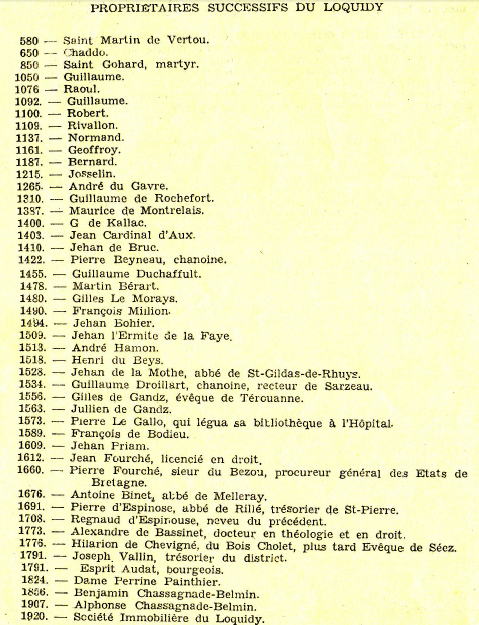 PROPRIETAIRES SUCCESSIFS DU LOQUIDY
580 — Saint Martin de Vertou.
650 — Chaddo.
850 — Saint Gohard, martyr.
1050 — Guillaume.
1076 — Raoul.
1092. — Guillaume.
1100. — Robert.
1109. — Rivallon.
1137. — Normand.
1161. — Geoffroy.
1187. — Bernard.
1215. — Josselin.
1265. — André du Gavre.
1310. — Guillaume de Rochefort.
1387. — Maurice de Montrelais.
1400. — G de Kallac.
1403. — Jean Cardinal d'Aux.
1410. — Jehan de Bruc.
1422. — Pierre Beyneau, chanoine.
1455. — Guillaume Duchaffult.
1478. — Martin Bérart.
1480. — Gilles Le Morays.
1490. — François Million.
1494. — Jehan Bohier.
1509. — Jehan l'Ermite de la Faye.
1513. — André Hamon.
1518. — Henri du Beys.
1528. — Jehan de la Mothe, abbé de St-Gildas-de-Rhuys.
1534. — Guillaume Droillart, chanoine, recteur de Sarzeau.
1556. — Gilles de Gandz, évêque de Térouanne.
1563. — Jullien de Gandz.
1573. — Pierre Le Gallo, qui légua sa bibliothèque à l'Hôpital.
1589. — François de Bodieu.
1609. — Jehan Priam.
1612. — Jean Fourché, licencié en droit.
1660. — Pierre Fourché, sieur du Bezou, procureur général des Etats de
Bretagne.
1676. — Antoine Binet, abbé de Melleray.
1691. — Pierre d'Espinose, abbé de Rillé, trésorier de St-Pierre.
1708. — Regnaud d'Espinouse, neveu du précédent.
1773. — Alexandre de Bassinet, docteur en théologie et en droit.
1776. — Hilarion de Chevigné, du Bois Cholet, plus tard Evêque de Séez.
1791. — Joseph Vallin, trésorier du district.
1791. — Esprit Audat, bourgeois.
1824. — Dame Perrine Painthier.
1856. — Benjamin Chassagnade-Belmin.
1907. — Alphonse Chassagnade-Belmin.
1920. — Société Immobilière du Loquidy.